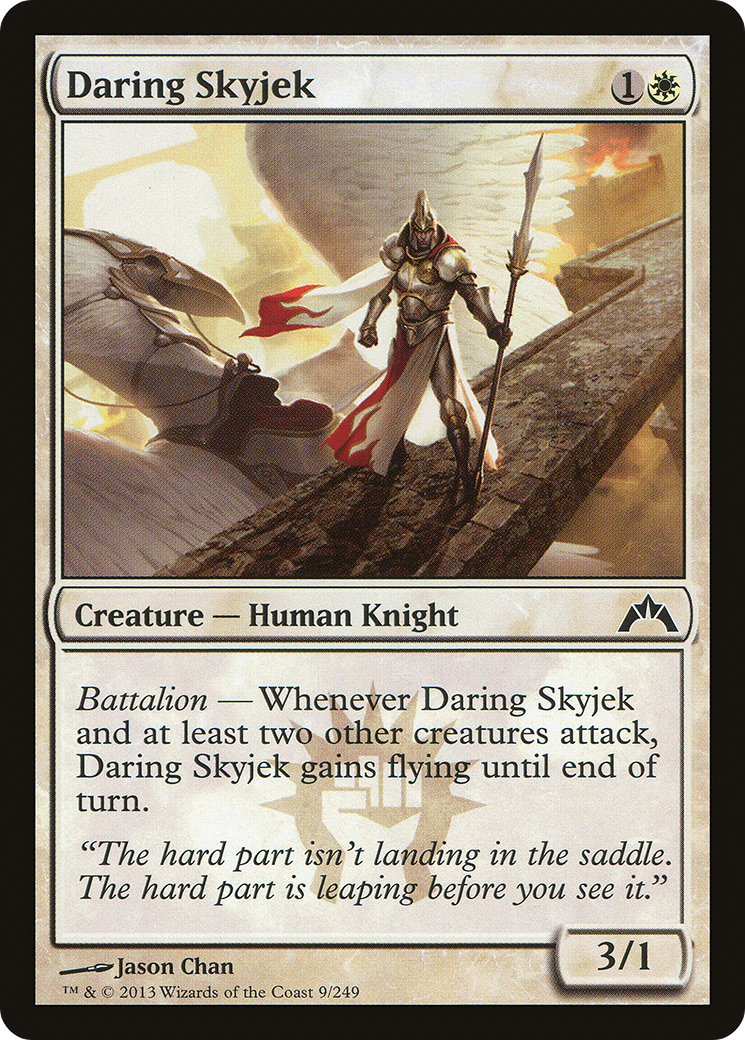 Daring Skyjek 1
Creature — Human Knight
Battalion — Whenever Daring Skyjek
and at least two other creatures attack,
Daring Skyjek gains flying until end of
turn.
“The hard part isn’t landing in the saddle.
The hard part is leaping before you see it.”
3/1
Jason Chan
™ & © 2013 Wizards of the Coast 9/249